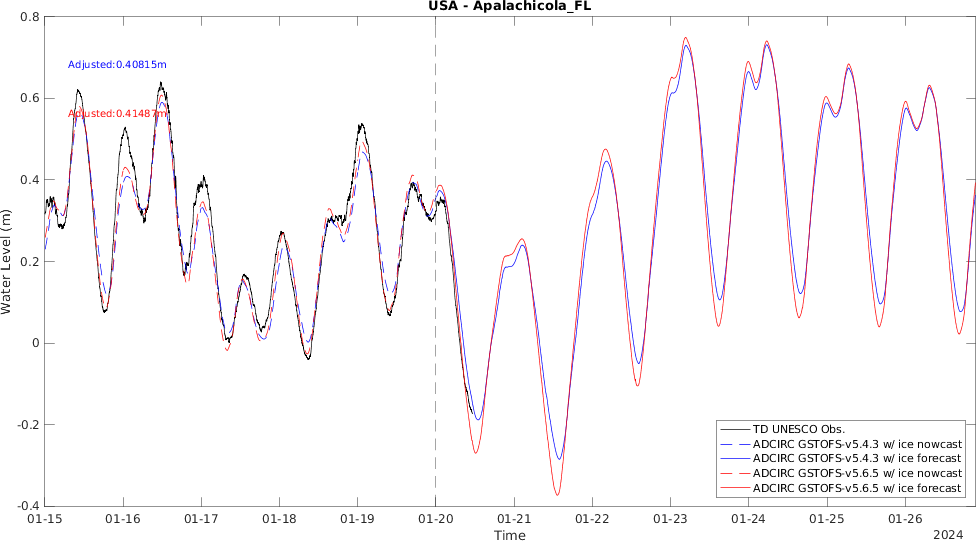 USA - Apalachicola_FL
0.8
0.6
0.4
0.2
0
-0.2
-0.4
Water Level (m)
Adjusted:0.40815m
Adjusted:0.41487m
TD UNESCO Obs.
ADCIRC GSTOFS-v5.4.3 w/ ice nowcast
ADCIRC GSTOFS-v5.4.3 w/ ice forecast
ADCIRC GSTOFS-v5.6.5 w/ ice nowcast
ADCIRC GSTOFS-v5.6.5 w/ ice forecast
01-15 01-16 01-17 01-18 01-19 01-20 01-21 01-22 01-23 01-24 01-25 01-26
Time
2024